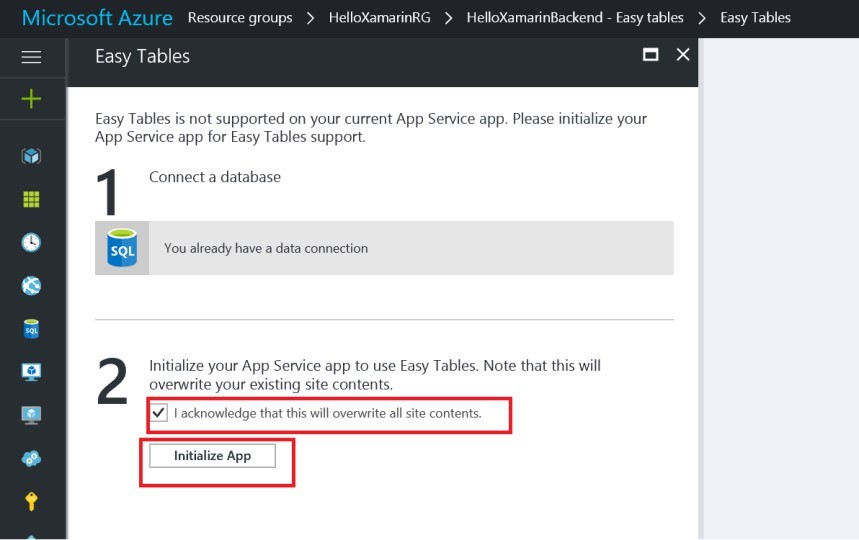 Microsoft Azure Resource groups > HelloXamarinRG > HelloXamarinBackend - Easy tables > Easy Tables
Easy Tables
Easy Tables is not supported on your current App Service app. Please initialize your
App Service app for Easy Tables support.
1 Connect a database
SQL You already have a data connection
2 Initialize your App Service app to use Easy Tables. Note that this will
overwrite your existing site contents.
I acknowledge that this will overwrite all site contents.
Initialize App
SQL